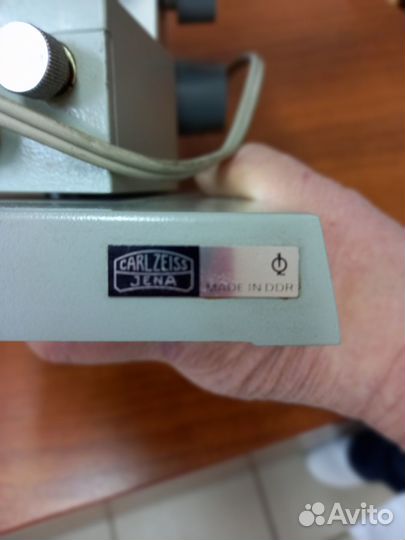 CARL ZEISS
JENA
MADE IN DDR
Avito